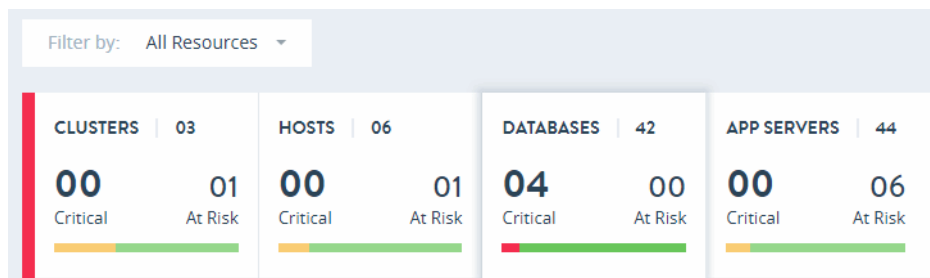 Filter by: All Resources
CLUSTERS | 03
00 01
Critical At Risk
HOSTS | 06
00 01
Critical At Risk
DATABASES | 42
04 00
Critical At Risk
APP SERVERS | 44
00 06
Critical At Risk